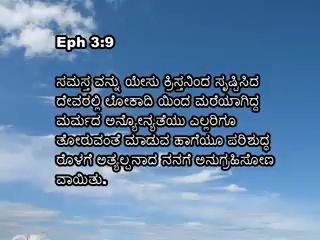 Eph 3:9
ಸಮಸ್ತ ವನ್ನು ಯೇಸು ಕ್ರಿಸ್ತನಿಂದ ಸೃಷ್ಠಿಸಿದ
ದೇವರಲ್ಲಿ ಲೋಕಾದಿ ಯಿಂದ ಮರೆಯಾಗಿದ್ದ
ಮರ್ಮದ ಅನ್ಯೋನ್ಯತೆಯು ಎಲ್ಲರಿಗೂ
ತೋರುವಂತೆ ಮಾಡುವ ಹಾಗೆಯೂ ಪರಿಶುದ್ಧ
ರೊಳಗೆ ಅತ್ಯಲ್ಪನಾದ ನನಗೆ ಅನುಗ್ರಹಿಸೋಣ
ವಾಯಿತು.